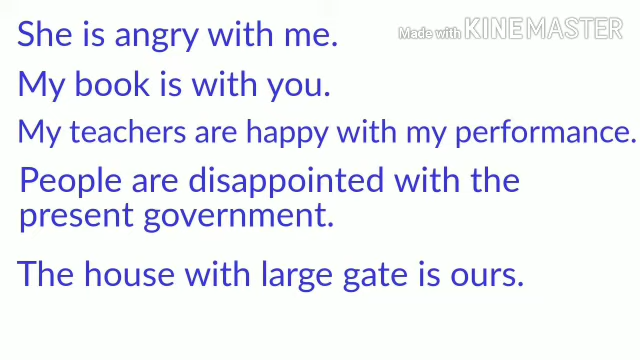 She is angry with me.
Made with KINEMASTER
My book is with you.
My teachers are happy with my performance.
People are disappointed with the
present government.
The house with large gate is ours.